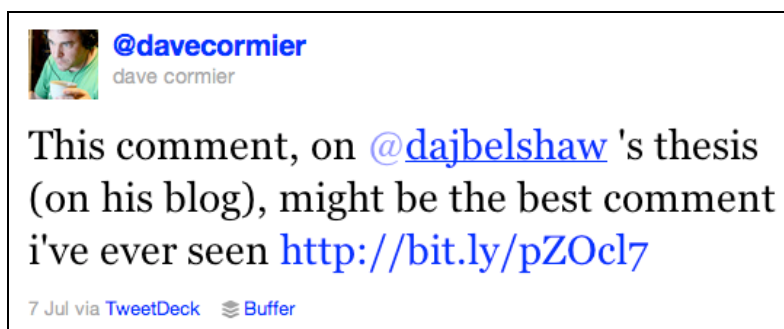 @davecormier
dave cormier
This comment, on @dajbelshaw 's thesis
(on his blog), might be the best comment
i've ever seen http://bit.ly/pZOcl7
7 Jul via TweetDeck Buffer